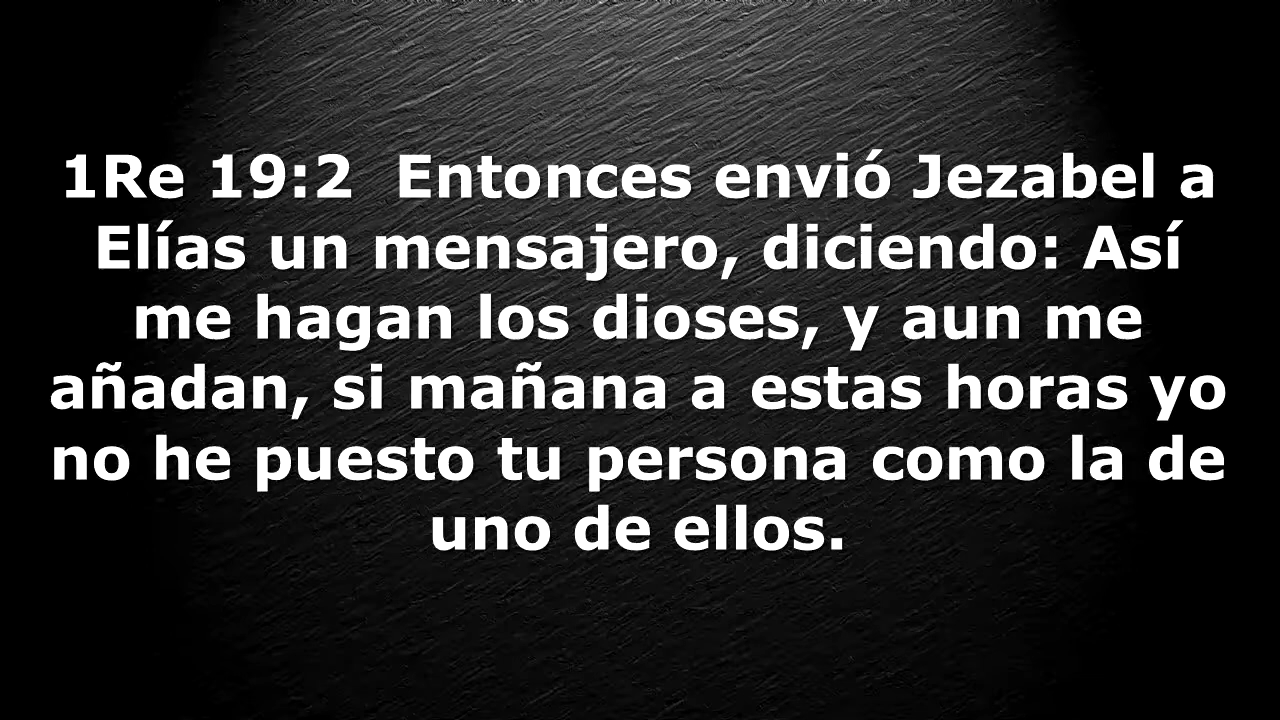 1Re 19:2  Entonces envió Jezabel a
Elías un mensajero, diciendo: Así
me hagan los dioses, y aun me
añadan, si mañana a estas horas yo
no he puesto tu persona como la de
uno de ellos.